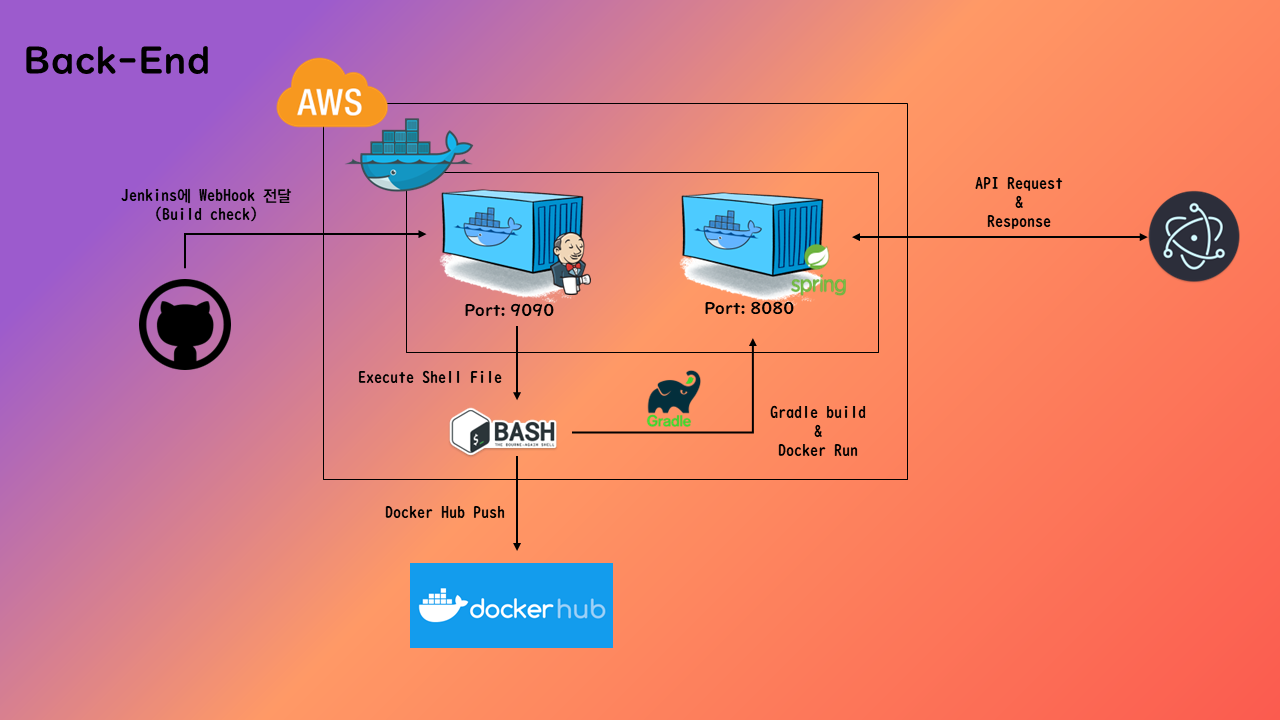 Back-End
AWS
Jenkins에 WebHook 전달
(Build check)
API Request
&
Response
spring
Port: 9090
Port: 8080
Execute Shell File
Gradle
$_
BASH
THE BOURNE-AGAIN SHELL
Gradle build
&
Docker Run
Docker Hub Push
dockerhub